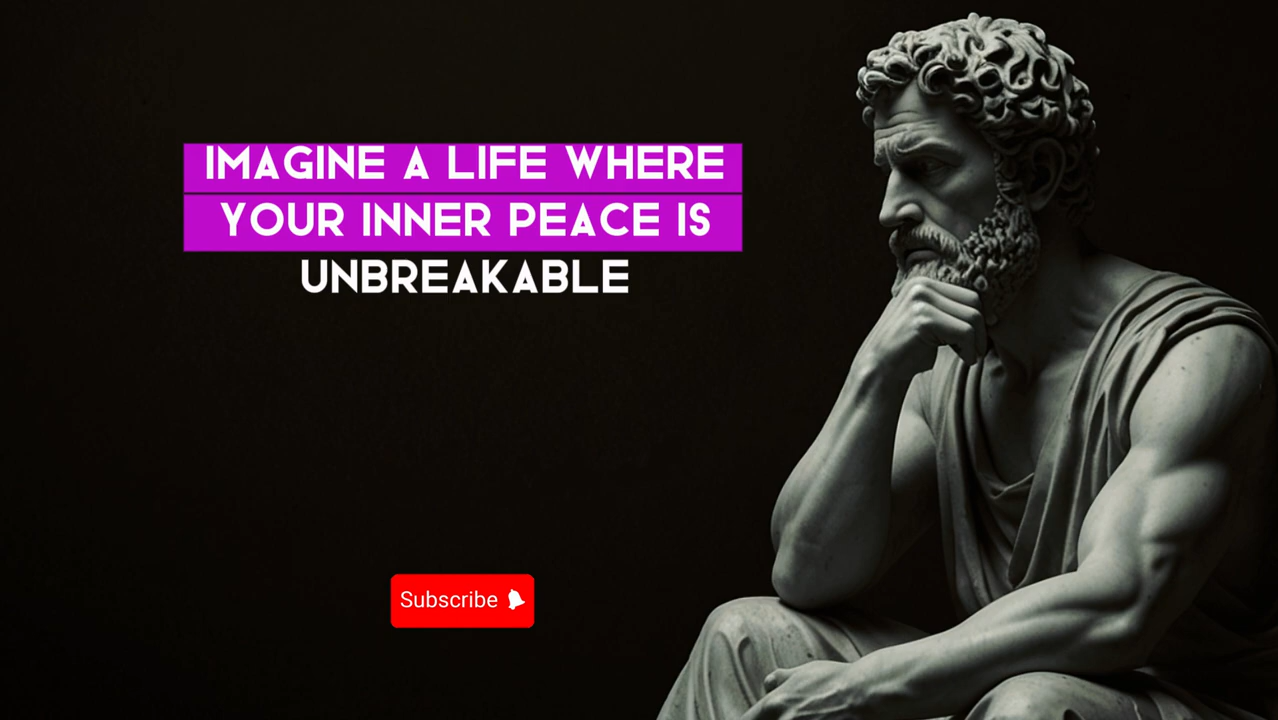 IMAGINE A LIFE WHERE
YOUR INNER PEACE IS
UNBREAKABLE
Subscribe